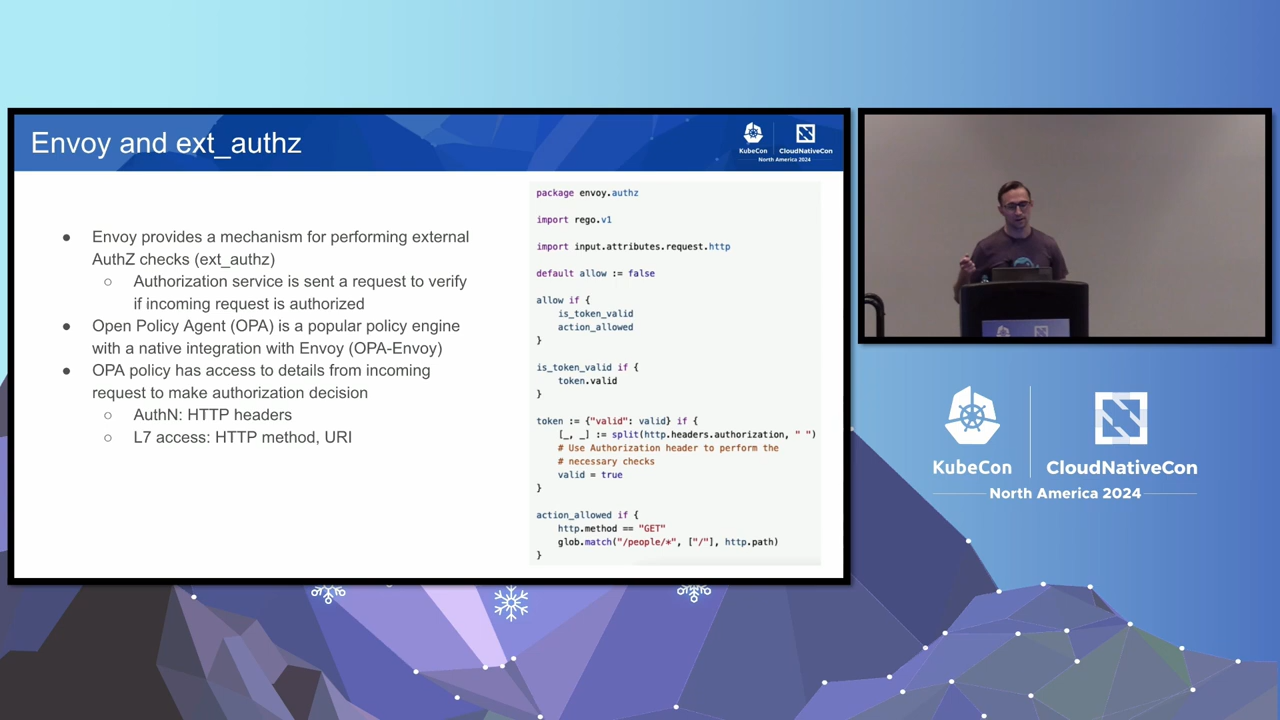 Envoy and ext_authz
KubeCon
CloudNativeCon
North America 2024
● Envoy provides a mechanism for performing external
AuthZ checks (ext_authz)
○ Authorization service is sent a request to verify
if incoming request is authorized
● Open Policy Agent (OPA) is a popular policy engine
with a native integration with Envoy (OPA-Envoy)
● OPA policy has access to details from incoming
request to make authorization decision
○ AuthN: HTTP headers
○ L7 access: HTTP method, URI
package envoy.authz
import rego.v1
import input.attributes.request.http
default allow := false
allow if {
is_token_valid
action_allowed
}
is_token_valid if {
token.valid
}
token := {"valid": valid} if {
[_, _] := split(http.headers.authorization, " ")
# Use Authorization header to perform the
# necessary checks
valid = true
}
action_allowed if {
http.method == "GET"
glob.match("/people/*", ["/"], http.path)
}
KubeCon
CloudNativeCon
North America 2024